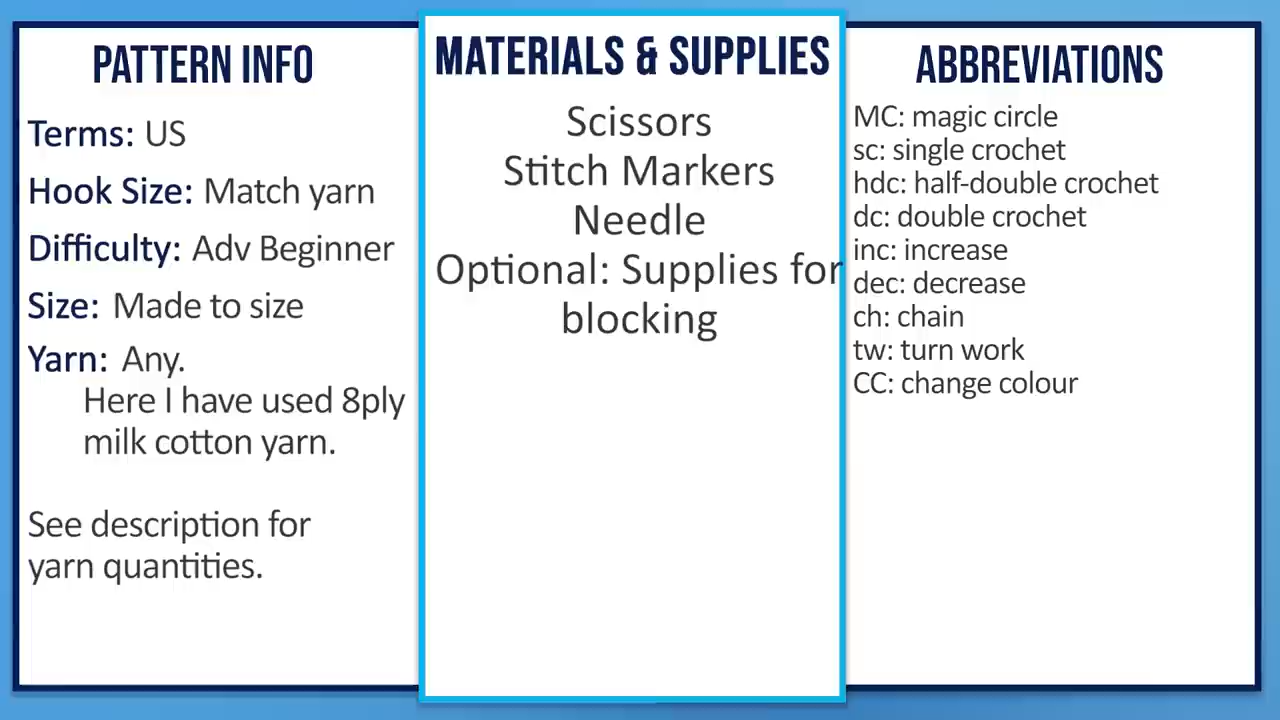 PATTERN INFO
Terms: US
Hook Size: Match yarn
Difficulty: Adv Beginner
Size: Made to size
Yarn: Any.
Here I have used 8ply
milk cotton yarn.
See description for
yarn quantities.
MATERIALS & SUPPLIES
Scissors
Stitch Markers
Needle
Optional: Supplies for
blocking
ABBREVIATIONS
MC: magic circle
sc: single crochet
hdc: half-double crochet
dc: double crochet
inc: increase
dec: decrease
ch: chain
tw: turn work
CC: change colour